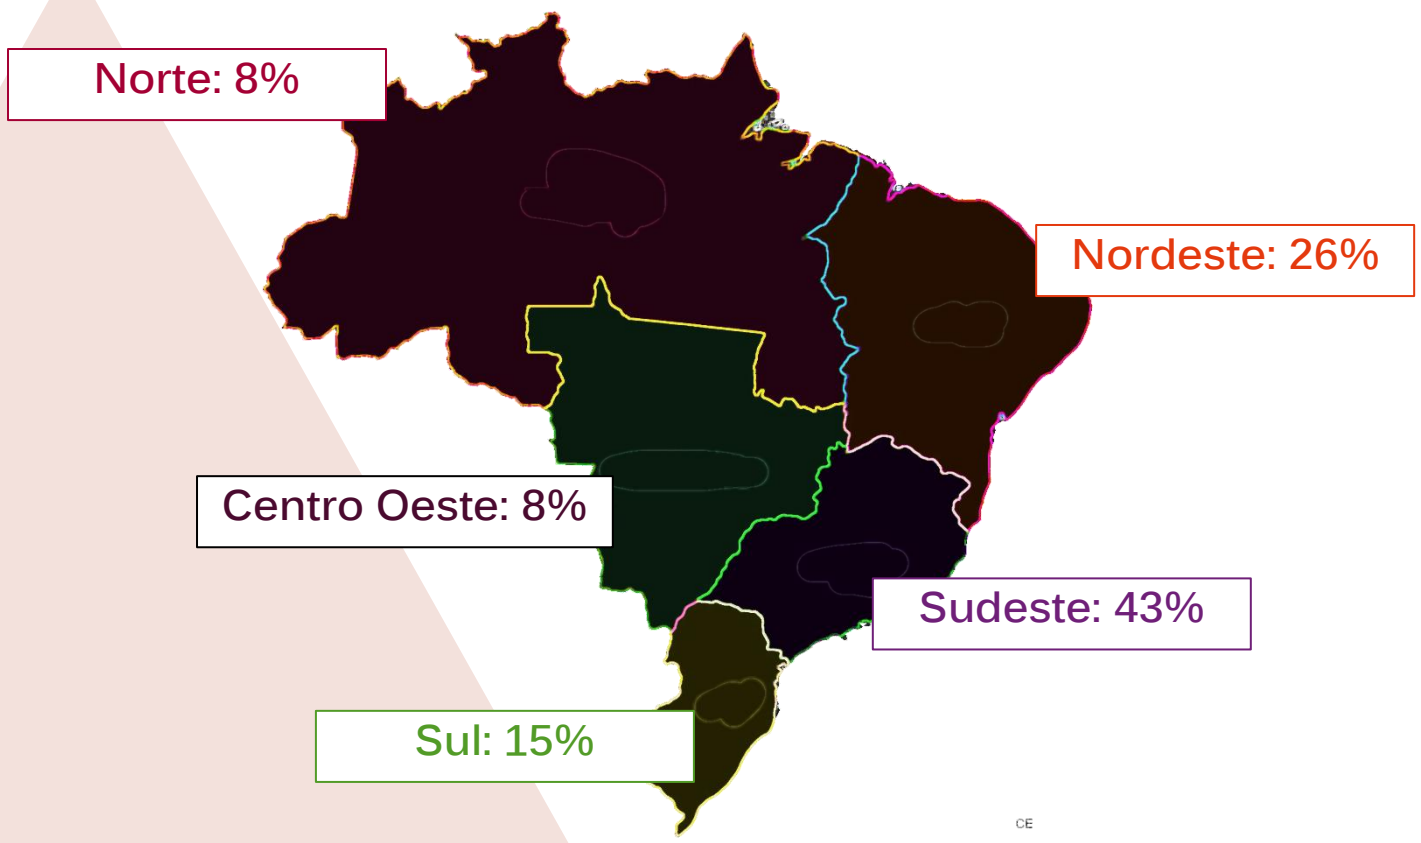 Norte: 8%
Nordeste: 26%
Centro Oeste: 8%
Sudeste: 43%
Sul: 15%
CE